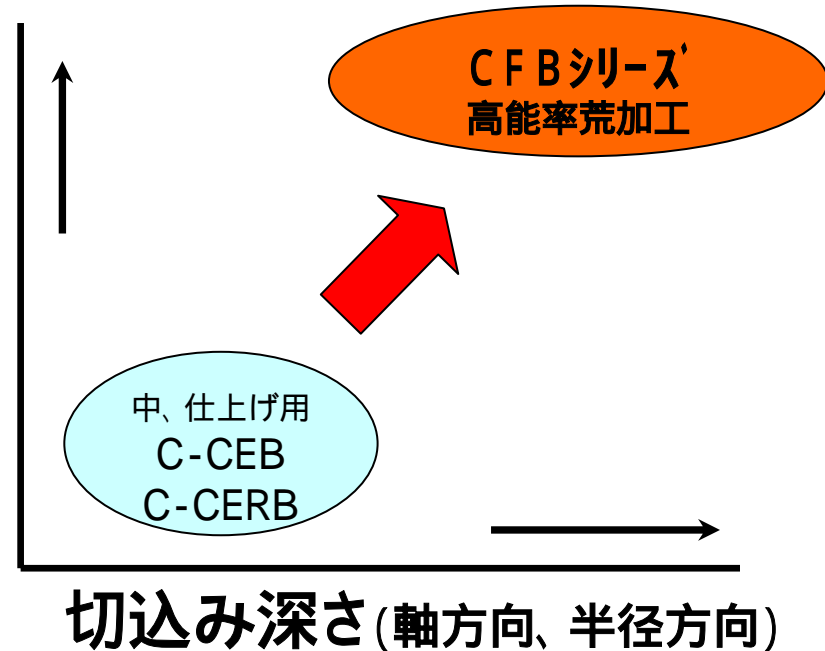 CFBシリーズ
高能率荒加工
中、仕上げ用
C-CEB
C-CERB
切込み深さ(軸方向、半径方向)